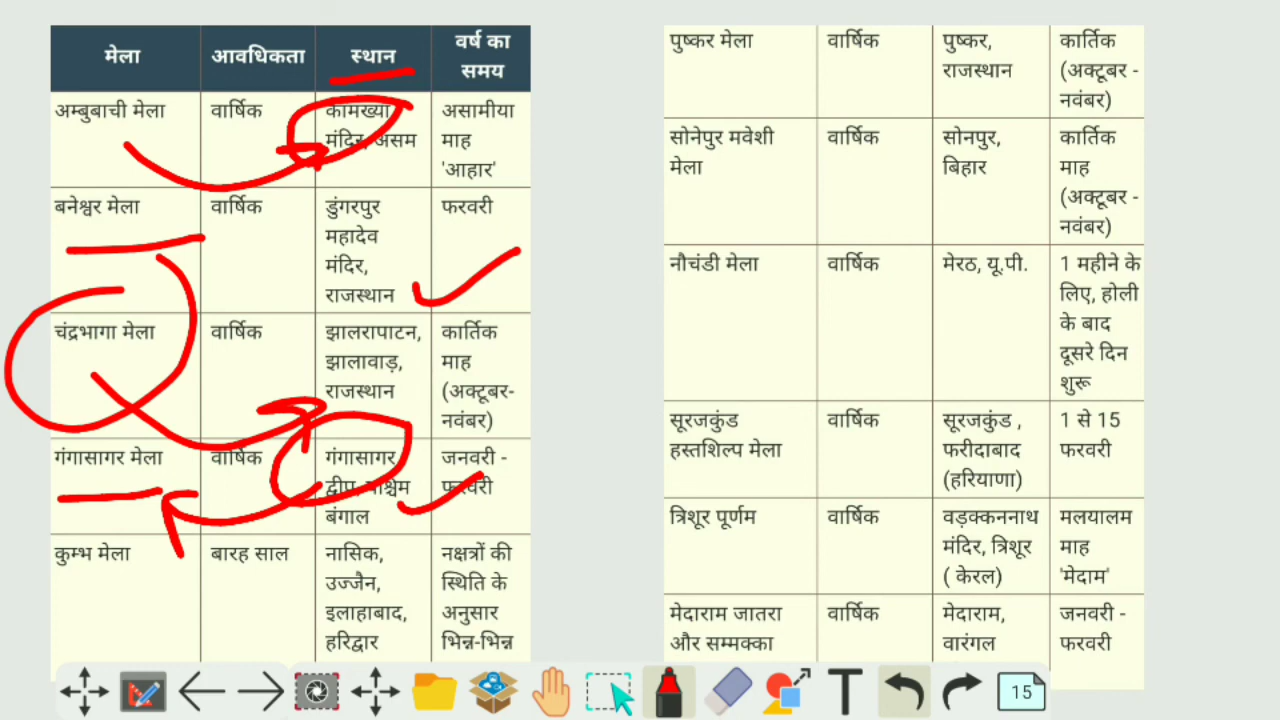 मेला
आवधिकता
स्थान
वर्ष का
समय
अम्बुबाची मेला
वार्षिक
कामख्या
मंदिर, असम
असामीया
माह
'आहार'
बनेश्वर मेला
वार्षिक
डुंगरपुर
महादेव
मंदिर,
राजस्थान
फरवरी
चंद्रभागा मेला
वार्षिक
झालरापाटन,
झालावाड़,
राजस्थान
कार्तिक
माह
(अक्टूबर-
नवंबर)
गंगासागर मेला
वार्षिक
गंगासागर
द्वीप, पश्चिम
बंगाल
जनवरी -
फरवरी
कुम्भ मेला
बारह साल
नासिक,
उज्जैन,
इलाहाबाद,
हरिद्वार
नक्षत्रों की
स्थिति के
अनुसार
भिन्न-भिन्न
पुष्कर मेला
वार्षिक
पुष्कर,
राजस्थान
कार्तिक
(अक्टूबर -
नवंबर)
सोनेपुर मवेशी
मेला
वार्षिक
सोनपुर,
बिहार
कार्तिक
माह
(अक्टूबर -
नवंबर)
नौचंडी मेला
वार्षिक
मेरठ, यू.पी.
1 महीने के
लिए, होली
के बाद
दूसरे दिन
शुरू
सूरजकुंड
हस्तशिल्प मेला
वार्षिक
सूरजकुंड ,
फरीदाबाद
(हरियाणा)
1 से 15
फरवरी
त्रिशूर पूर्णम
वार्षिक
वड़क्कननाथ
मंदिर, त्रिशूर
( केरल)
मलयालम
माह
'मेदाम'
मेदाराम जातरा
और सम्मक्का
वार्षिक
मेदाराम,
वारंगल
जनवरी -
फरवरी
T
15